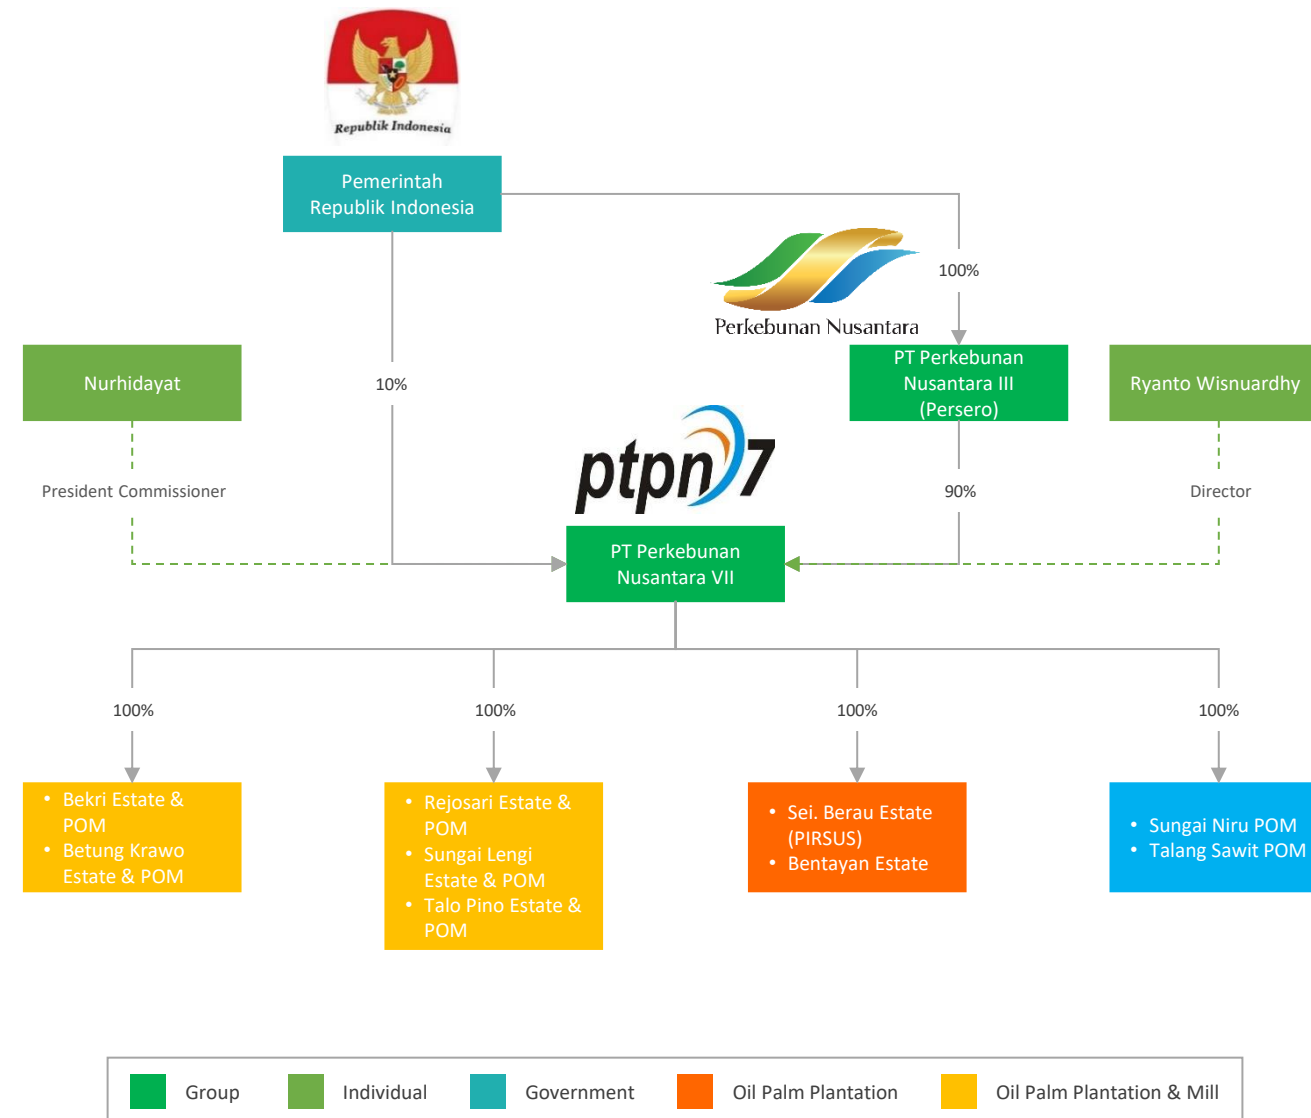 Republik Indonesia
Pemerintah
Republik Indonesia
100%
Perkebunan Nusantara
Nurhidayat
10%
PT Perkebunan
Nusantara III
(Persero)
Ryanto Wisnuardhy
ptpn 7
President Commissioner
90%
Director
PT Perkebunan
Nusantara VII
100%
100%
100%
100%
• Bekri Estate &
POM
• Betung Krawo
Estate & POM
• Rejosari Estate &
POM
• Sungai Lengi
Estate & POM
• Talo Pino Estate &
POM
• Sei. Berau Estate
(PIRSUS)
• Bentayan Estate
• Sungai Niru POM
• Talang Sawit POM
Group
Individual
Government
Oil Palm Plantation
Oil Palm Plantation & Mill